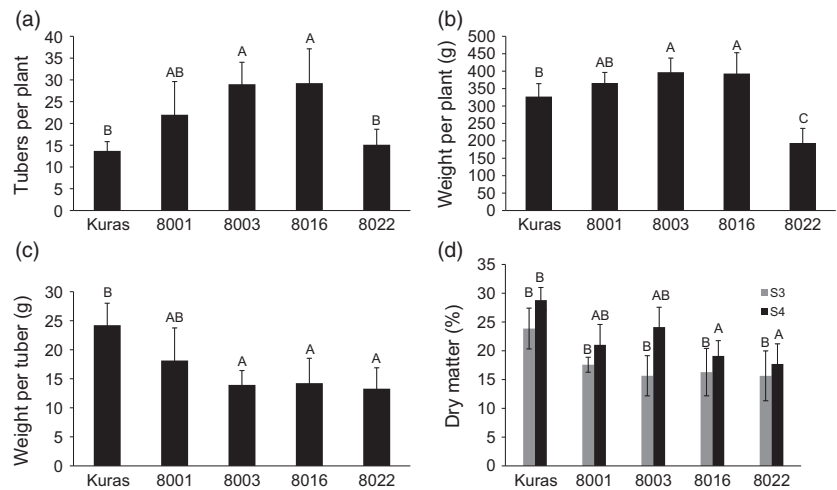 (a)
Tubers per plant
40
35
30
25
20
15
10
5
0
B
AB
A
A
B
Kuras 8001 8003 8016 8022
(b)
Weight per plant (g)
500
450
400
350
300
250
200
150
100
50
0
B
AB
A
A
C
Kuras 8001 8003 8016 8022
(c)
Weight per tuber (g)
30
25
20
15
10
5
0
B
AB
A
A
A
Kuras 8001 8003 8016 8022
(d)
Dry matter (%)
35
30
25
20
15
10
5
0
B B
B AB
B AB
B A
B A
S3
S4
Kuras 8001 8003 8016 8022